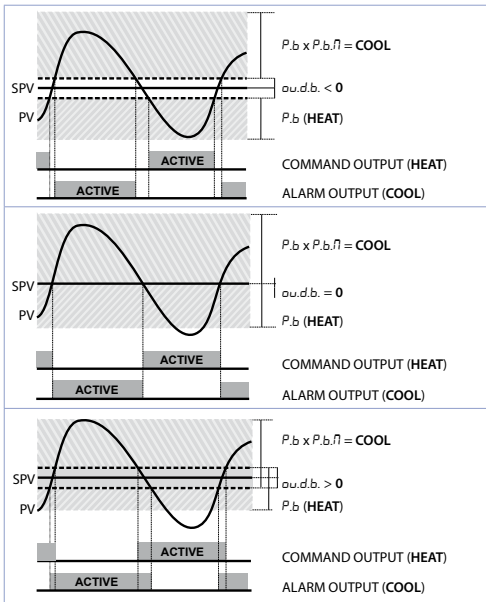 P.b x P.b.M = COOL
SPV
ou.d.b. < 0
PV
P.b (HEAT)
ACTIVE
COMMAND OUTPUT (HEAT)
ACTIVE
ALARM OUTPUT (COOL)
P.b x P.b.M = COOL
SPV
ou.d.b. = 0
PV
P.b (HEAT)
ACTIVE
COMMAND OUTPUT (HEAT)
ACTIVE
ALARM OUTPUT (COOL)
P.b x P.b.M = COOL
SPV
ou.d.b. > 0
PV
P.b (HEAT)
ACTIVE
COMMAND OUTPUT (HEAT)
ACTIVE
ALARM OUTPUT (COOL)